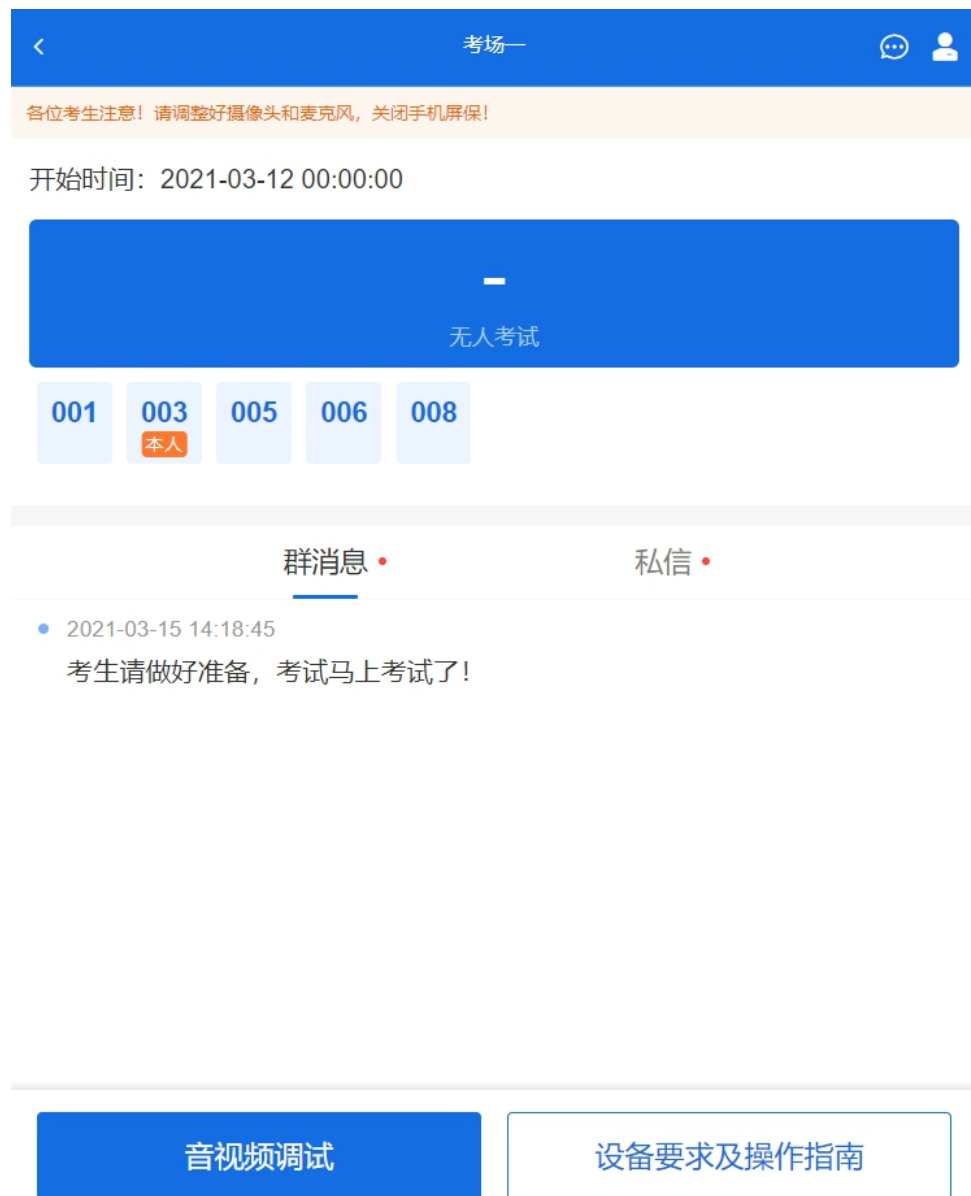 考场一
各位考生注意！请调整好摄像头和麦克风，关闭手机屏保！
开始时间：2021-03-12 00:00:00
-
无人考试
001 003 005 006 008
本人
群消息 私信
2021-03-15 14:18:45
考生请做好准备，考试马上考试了！
音视频调试 设备要求及操作指南